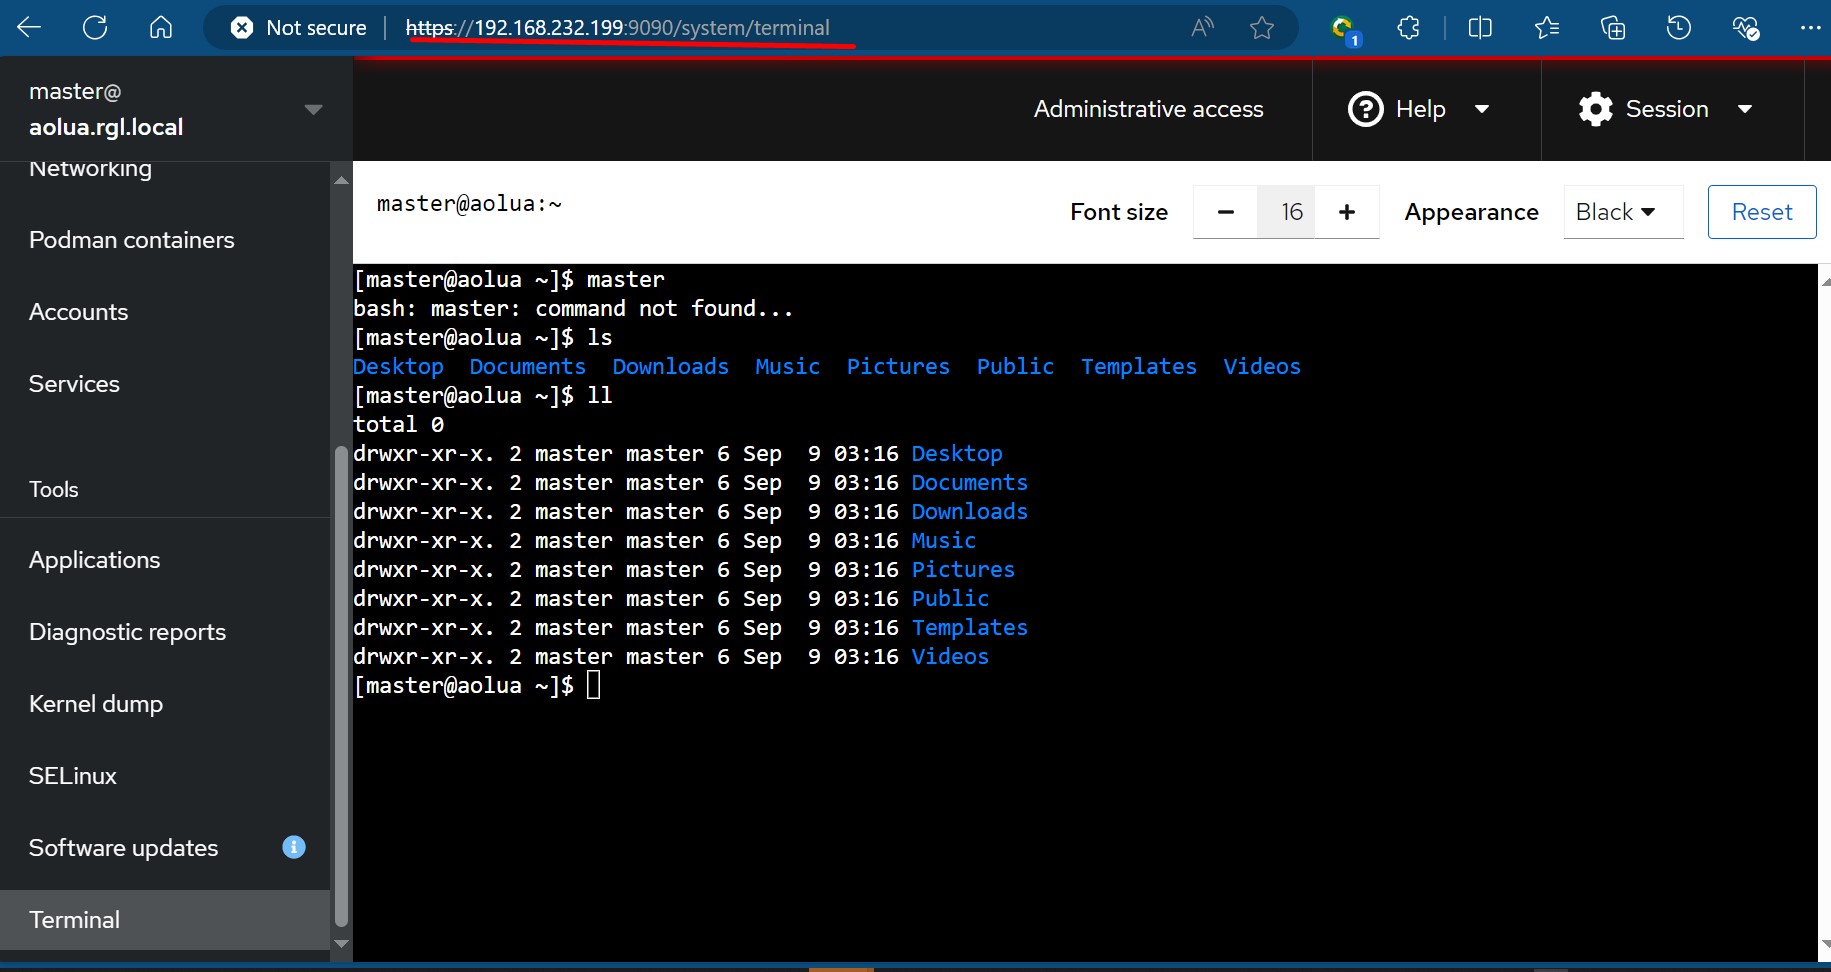 Not secure
https://192.168.232.199:9090/system/terminal
A
1
master@
aolua.rgl.local
Administrative access
Help
Session
Networking
Podman containers
Accounts
Services
Tools
Applications
Diagnostic reports
Kernel dump
SELinux
Software updates
Terminal
master@aolua:~
Font size
16
Appearance
Black
Reset
[master@aolua ~]$ master
bash: master: command not found...
[master@aolua ~]$ ls
Desktop  Documents  Downloads  Music  Pictures  Public  Templates  Videos
[master@aolua ~]$ ll
total 0
drwxr-xr-x. 2 master master 6 Sep  9 03:16 Desktop
drwxr-xr-x. 2 master master 6 Sep  9 03:16 Documents
drwxr-xr-x. 2 master master 6 Sep  9 03:16 Downloads
drwxr-xr-x. 2 master master 6 Sep  9 03:16 Music
drwxr-xr-x. 2 master master 6 Sep  9 03:16 Pictures
drwxr-xr-x. 2 master master 6 Sep  9 03:16 Public
drwxr-xr-x. 2 master master 6 Sep  9 03:16 Templates
drwxr-xr-x. 2 master master 6 Sep  9 03:16 Videos
[master@aolua ~]$